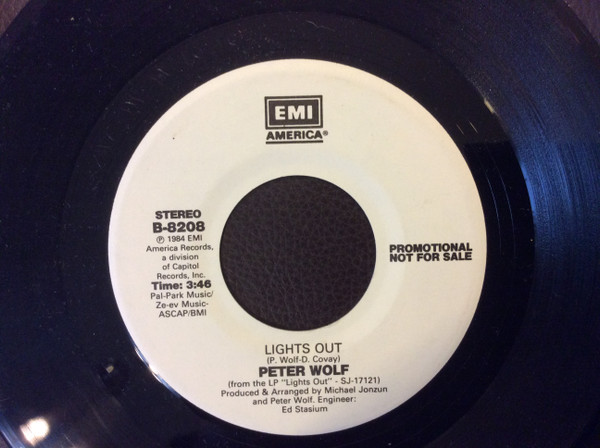 EMI
AMERICA®
STEREO
B-8208
℗ 1984 EMI
America Records,
a division
of Capitol
Records, Inc.
Time: 3:46
Pal-Park Music/
Ze-ev Music-
ASCAP/BMI
PROMOTIONAL
NOT FOR SALE
LIGHTS OUT
(P. Wolf-D. Covay)
PETER WOLF
(from the LP "Lights Out" - SJ-17121)
Produced & Arranged by Michael Jonzun
and Peter Wolf. Engineer:
Ed Stasium